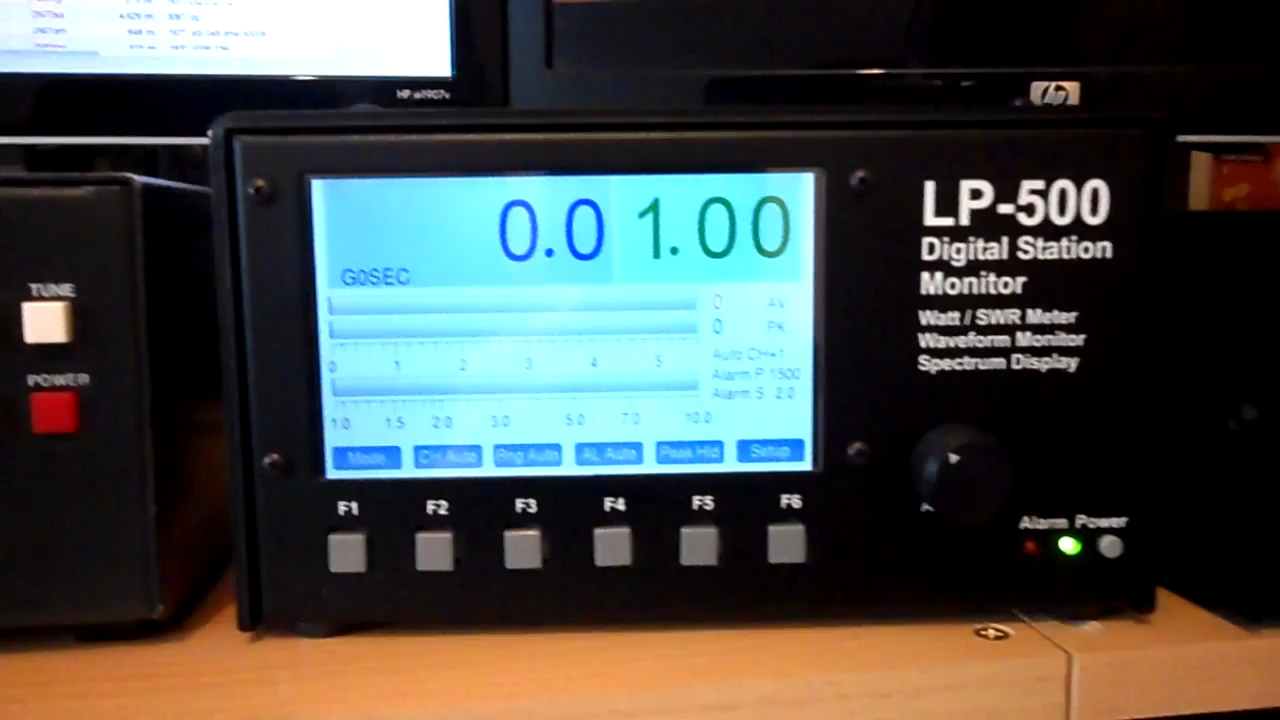 HP w1907v
hp
TUNE
POWER
0.0 1.00
G0SEC
0 AV
0 PK
0 1 2 3 4 5
Auto CH=1
Alarm P 1500
Alarm S 2.0
1.0 1.5 2.0 3.0 5.0 7.0 10.0
Mode CH Auto Rng Auto AL Auto Peak Hld Setup
F1 F2 F3 F4 F5 F6
LP-500
Digital Station
Monitor
Watt / SWR Meter
Waveform Monitor
Spectrum Display
Alarm Power